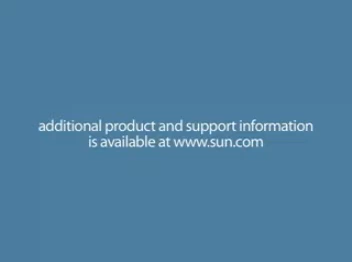 additional product and support information
is available at www.sun.com